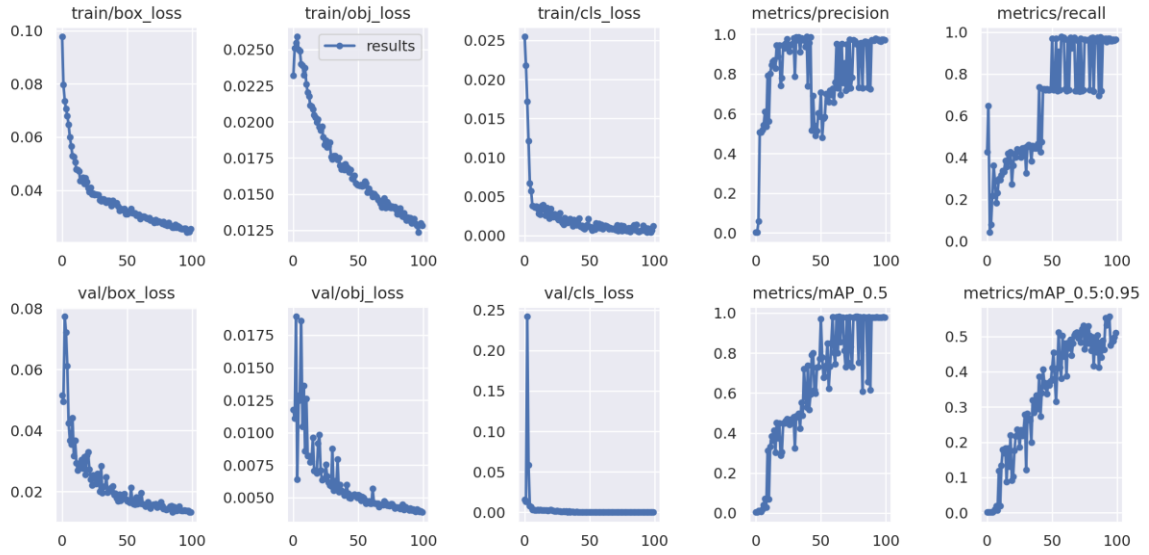 train/box_loss
train/obj_loss
train/cls_loss
metrics/precision
metrics/recall
0.10
0.08
0.06
0.04
0 50 100
0.0250
0.0225
0.0200
0.0175
0.0150
0.0125
results
0 50 100
0.025
0.020
0.015
0.010
0.005
0.000
0 50 100
1.0
0.8
0.6
0.4
0.2
0.0
0 50 100
1.0
0.8
0.6
0.4
0.2
0.0
0 50 100
val/box_loss
val/obj_loss
val/cls_loss
metrics/mAP_0.5
metrics/mAP_0.5:0.95
0.08
0.06
0.04
0.02
0 50 100
0.0175
0.0150
0.0125
0.0100
0.0075
0.0050
0 50 100
0.25
0.20
0.15
0.10
0.05
0.00
0 50 100
1.0
0.8
0.6
0.4
0.2
0.0
0 50 100
0.5
0.4
0.3
0.2
0.1
0.0
0 50 100